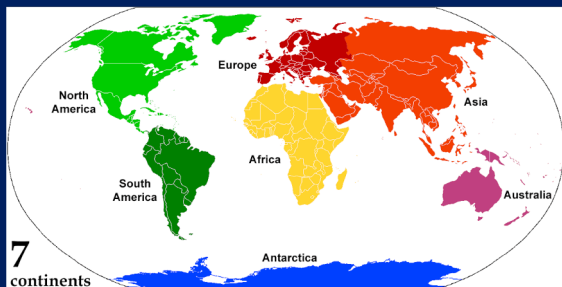 Europe
North
America
Asia
Africa
South
America
Australia
Antarctica
7
continents